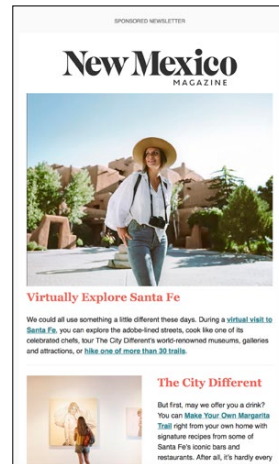 SPONSORED NEWSLETTER
New Mexico
MAGAZINE
Virtually Explore Santa Fe
We could all use something a little different these days. During a virtual visit to
Santa Fe, you can explore the adobe-lined streets, cook like one of its
celebrated chefs, tour The City Different's world-renowned museums, galleries
and attractions, or hike one of more than 30 trails.
The City Different
But first, may we offer you a drink?
You can Make Your Own Margarita
Trail right from your own home with
signature recipes from some of
Santa Fe's iconic bars and
restaurants. After all, it's hardly every